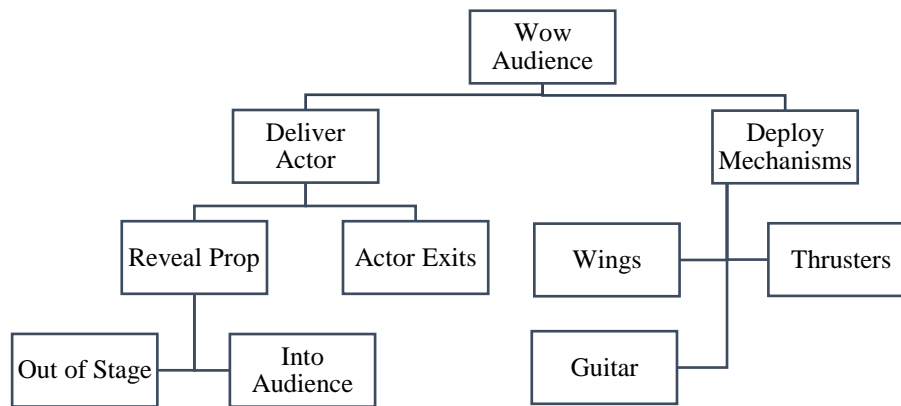 Wow
Audience
Deliver
Actor
Deploy
Mechanisms
Reveal Prop
Actor Exits
Wings
Thrusters
Out of Stage
Into
Audience
Guitar